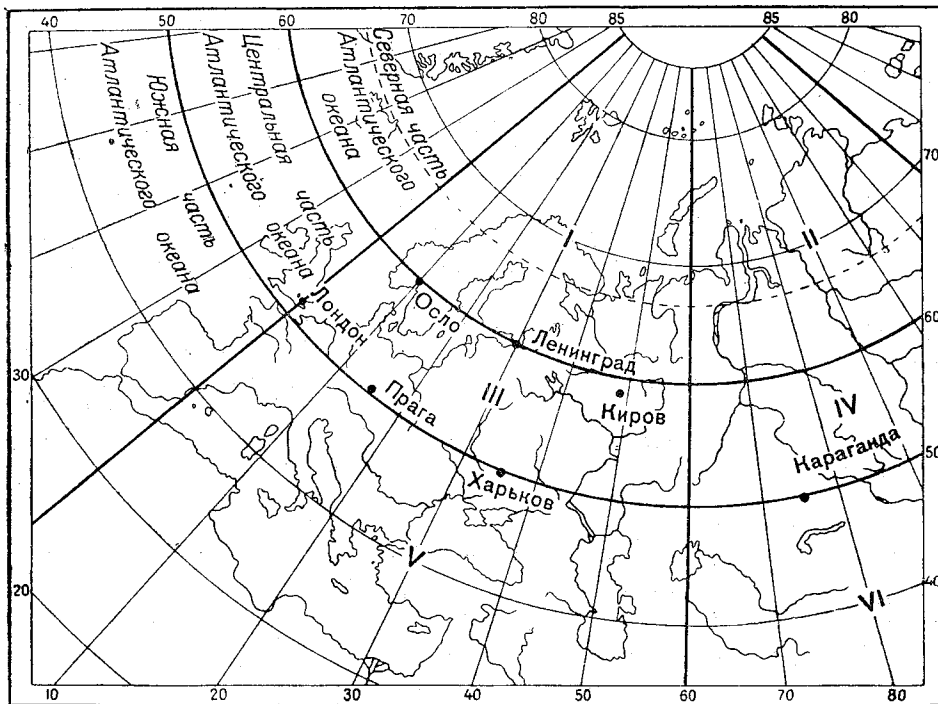 40 50 60 70 80 85 85 80
Северная часть
Атлантического
океана
Центральная часть
Атлантического
океана
Южная часть
Атлантического
океана
70
I
II
Лондон
Осло
Ленинград
60
30
Прага
III
Киров
IV
Караганда
50
Харьков
V
20
40
VI
10 20 30 40 50 60 70 80